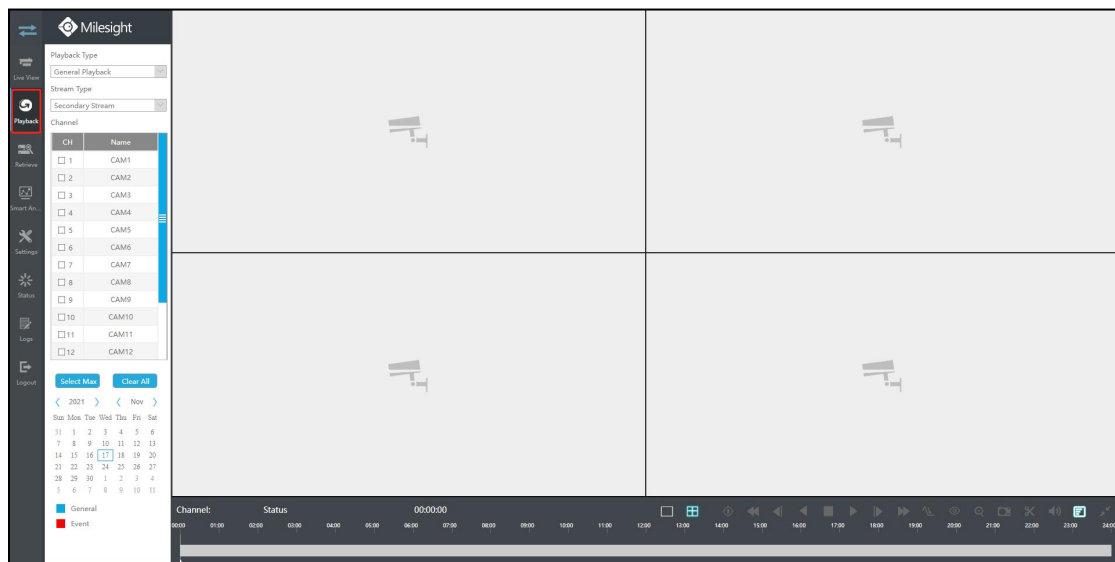 Milesight
Live View
Playback
Retrieve
Smart An...
Settings
Status
Logs
Logout
Playback Type
General Playback
Stream Type
Secondary Stream
Channel
CH Name
1 CAM1
2 CAM2
3 CAM3
4 CAM4
5 CAM5
6 CAM6
7 CAM7
8 CAM8
9 CAM9
10 CAM10
11 CAM11
12 CAM12
Select Max Clear All
2021 Nov
Sun Mon Tue Wed Thu Fri Sat
31 1 2 3 4 5 6
7 8 9 10 11 12 13
14 15 16 17 18 19 20
21 22 23 24 25 26 27
28 29 30 1 2 3 4
5 6 7 8 9 10 11
General
Event
Channel: Status 00:00:00
00:00 01:00 02:00 03:00 04:00 05:00 06:00 07:00 08:00 09:00 10:00 11:00 12:00 13:00 14:00 15:00 16:00 17:00 18:00 19:00 20:00 21:00 22:00 23:00 24:00